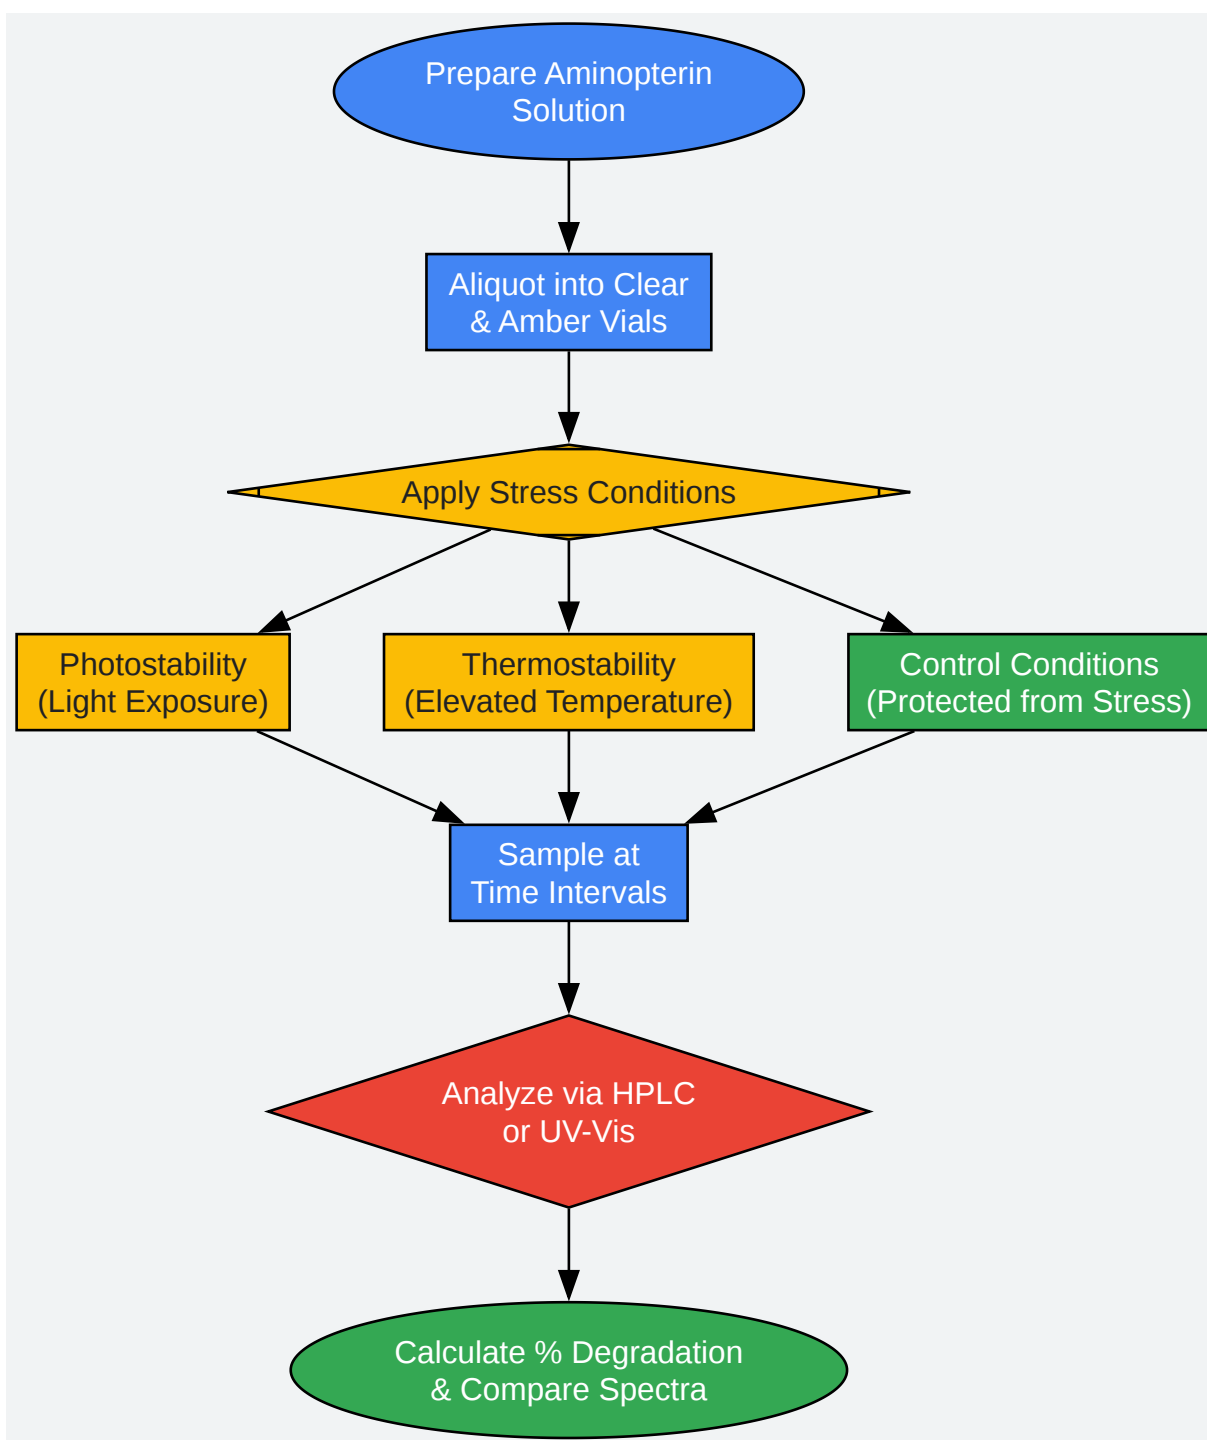 Prepare Aminopterin
Solution
Aliquot into Clear
& Amber Vials
Apply Stress Conditions
Photostability
(Light Exposure)
Thermostability
(Elevated Temperature)
Control Conditions
(Protected from Stress)
Sample at
Time Intervals
Analyze via HPLC
or UV-Vis
Calculate % Degradation
& Compare Spectra